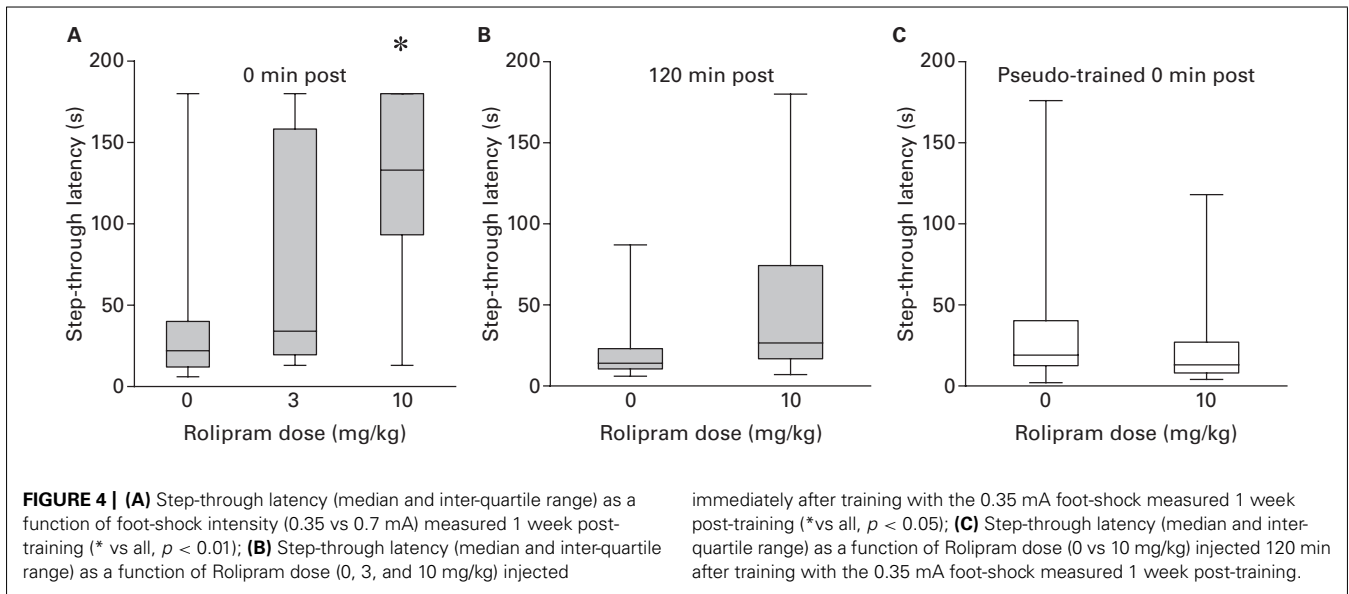 A
*
0 min post
Step-through latency (s)
200
150
100
50
0
0 3 10
Rolipram dose (mg/kg)
B
120 min post
Step-through latency (s)
200
150
100
50
0
0 10
Rolipram dose (mg/kg)
C
Pseudo-trained 0 min post
Step-through latency (s)
200
150
100
50
0
0 10
Rolipram dose (mg/kg)
FIGURE 4 | (A) Step-through latency (median and inter-quartile range) as a
function of foot-shock intensity (0.35 vs 0.7 mA) measured 1 week post-
training (* vs all, p < 0.01); (B) Step-through latency (median and inter-quartile
range) as a function of Rolipram dose (0, 3, and 10 mg/kg) injected
immediately after training with the 0.35 mA foot-shock measured 1 week
post-training (*vs all, p < 0.05); (C) Step-through latency (median and inter-
quartile range) as a function of Rolipram dose (0 vs 10 mg/kg) injected 120 min
after training with the 0.35 mA foot-shock measured 1 week post-training.